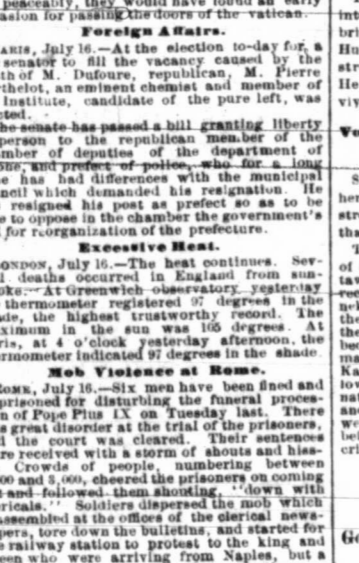 peaceably, they would have found an early
asion for passing the doors of the vatican.
Foreign Affairs.
ARIS, July 16.—At the election to-day for a
senator to fill the vacancy caused by the
th of M. Dufoure, republican, M. Pierre
thelot, an eminent chemist and member of
Institute, candidate of the pure left, was
cted.
he senate has passed a bill granting liberty
person to the republican member of the
mber of deputies of the department of
one, and prefect of police, who for a long
e has had differences with the municipal
ncil which demanded his resignation. He
resigned his post as prefect so as to be
e to oppose in the chamber the government's
for reorganization of the prefecture.
Excessive Heat.
ONDON, July 16.—The heat continues. Sev-
l deaths occurred in England from sun-
oke. At Greenwich observatory yesterday
thermometer registered 97 degrees in the
de, the highest trustworthy record. The
ximum in the sun was 165 degrees. At
ris, at 4 o'clock yesterday afternoon, the
rmometer indicated 97 degrees in the shade
Mob Violence at Rome.
OME, July 16.—Six men have been fined and
prisoned for disturbing the funeral proces-
n of Pope Pius IX on Tuesday last. There
s great disorder at the trial of the prisoners,
d the court was cleared. Their sentences
re received with a storm of shouts and hiss-
Crowds of people, numbering between
00 and 3,000, cheered the prisoners on coming
and followed them shouting, "down with
ricals." Soldiers dispersed the mob which
assembled at the offices of the clerical news-
pers, tore down the bulletins, and started for
e railway station to protest to the king and
een who were arriving from Naples, but a